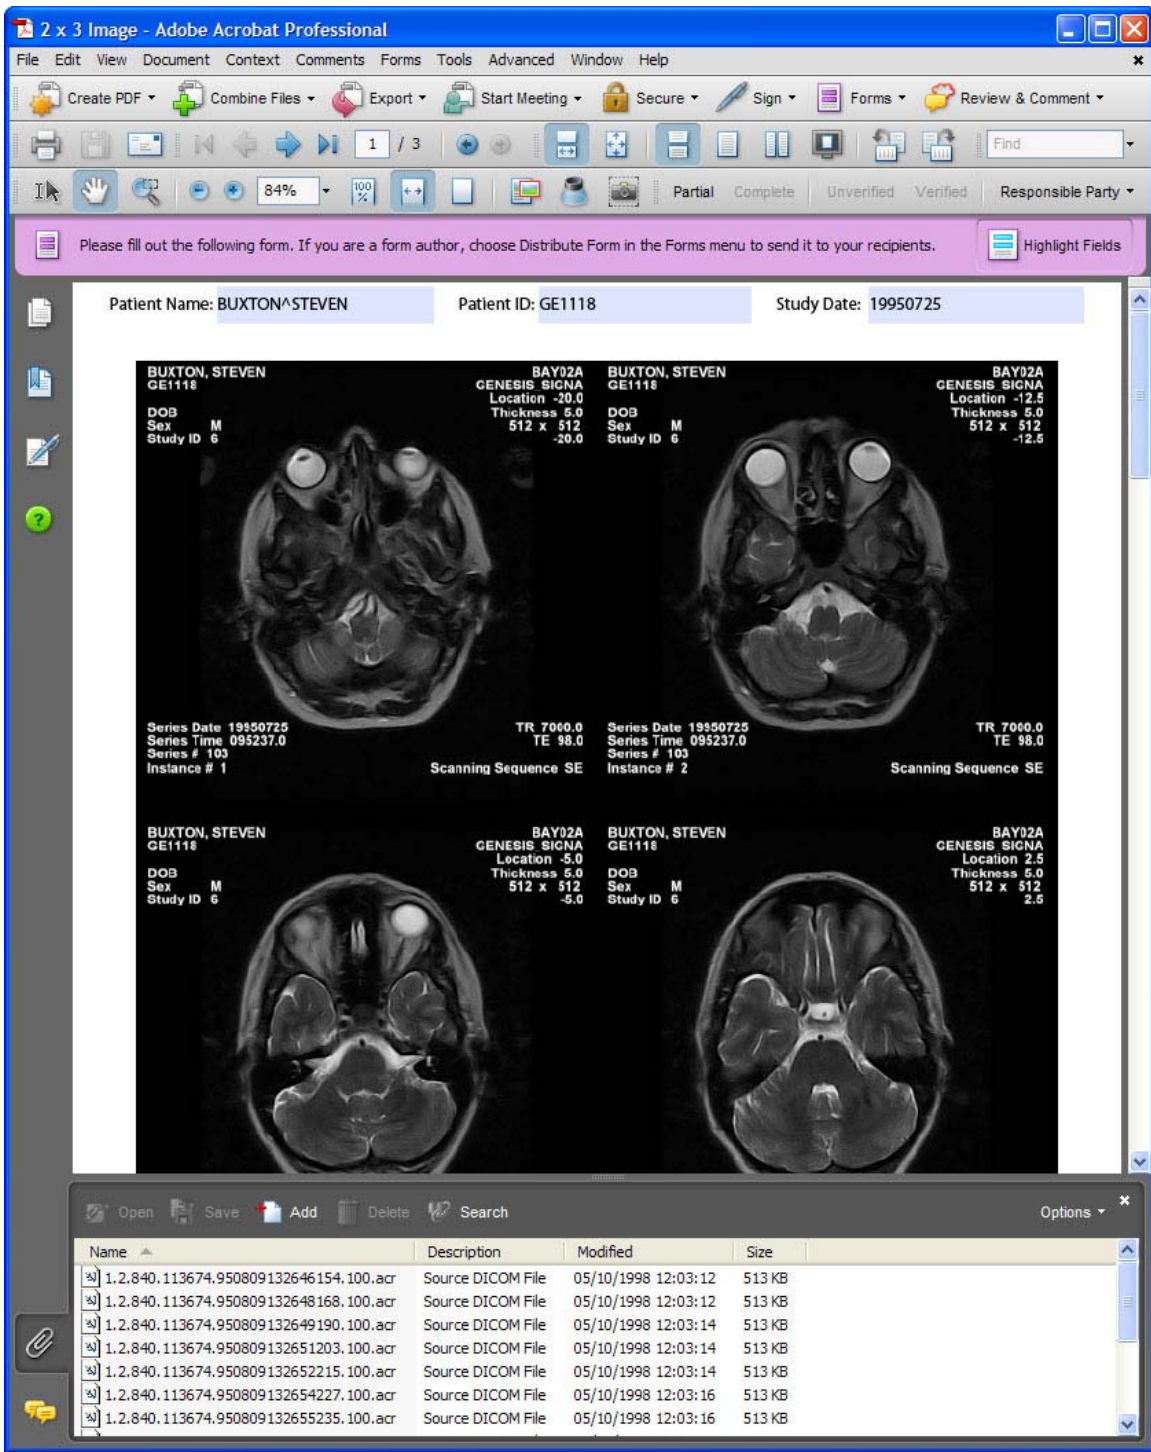 2 x 3 Image - Adobe Acrobat Professional
File Edit View Document Context Comments Forms Tools Advanced Window Help
Create PDF Combine Files Export Start Meeting Secure Sign Forms Review & Comment
1 / 3 Find
84% 100 % Partial Complete Unverified Verified Responsible Party
Please fill out the following form. If you are a form author, choose Distribute Form in the Forms menu to send it to your recipients. Highlight Fields
Patient Name: BUXTON^STEVEN Patient ID: GE1118 Study Date: 19950725
BUXTON, STEVEN BAY02A BUXTON, STEVEN BAY02A
GE1118 GENESIS_SIGNA GE1118 GENESIS_SIGNA
Location -20.0 Location -12.5
DOB Thickness 5.0 DOB Thickness 5.0
Sex M 512 x 512 Sex M 512 x 512
Study ID 6 -20.0 Study ID 6 -12.5
Series Date 19950725 TR 7000.0 Series Date 19950725 TR 7000.0
Series Time 095237.0 TE 98.0 Series Time 095237.0 TE 98.0
Series # 103 Series # 103
Instance # 1 Scanning Sequence SE Instance # 2 Scanning Sequence SE
BUXTON, STEVEN BAY02A BUXTON, STEVEN BAY02A
GE1118 GENESIS_SIGNA GE1118 GENESIS_SIGNA
Location -5.0 Location 2.5
DOB Thickness 5.0 DOB Thickness 5.0
Sex M 512 x 512 Sex M 512 x 512
Study ID 6 -5.0 Study ID 6 2.5
Open Save Add Delete Search Options
Name Description Modified Size
1.2.840.113674.950809132646154.100.acr Source DICOM File 05/10/1998 12:03:12 513 KB
1.2.840.113674.950809132648168.100.acr Source DICOM File 05/10/1998 12:03:12 513 KB
1.2.840.113674.950809132649190.100.acr Source DICOM File 05/10/1998 12:03:14 513 KB
1.2.840.113674.950809132651203.100.acr Source DICOM File 05/10/1998 12:03:14 513 KB
1.2.840.113674.950809132652215.100.acr Source DICOM File 05/10/1998 12:03:14 513 KB
1.2.840.113674.950809132654227.100.acr Source DICOM File 05/10/1998 12:03:16 513 KB
1.2.840.113674.950809132655235.100.acr Source DICOM File 05/10/1998 12:03:16 513 KB